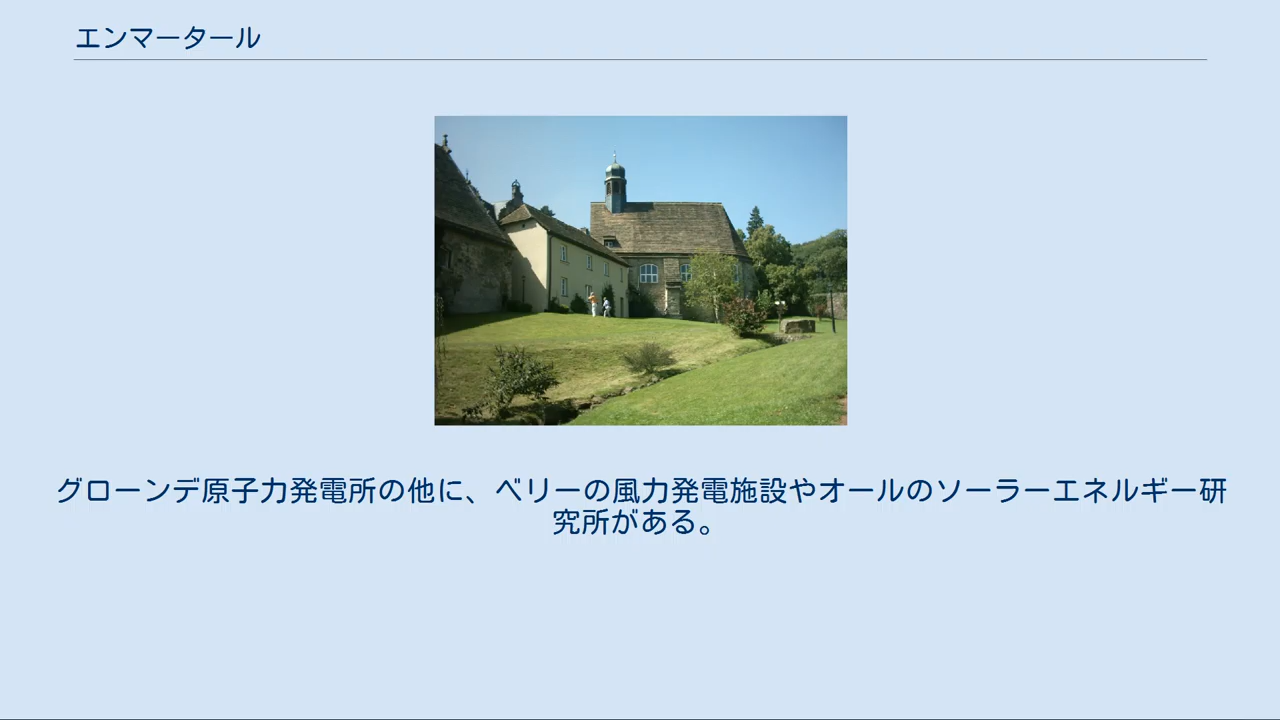 エンマータール
グローンデ原子力発電所の他に、ベリーの風力発電施設やオールのソーラーエネルギー研
究所がある。